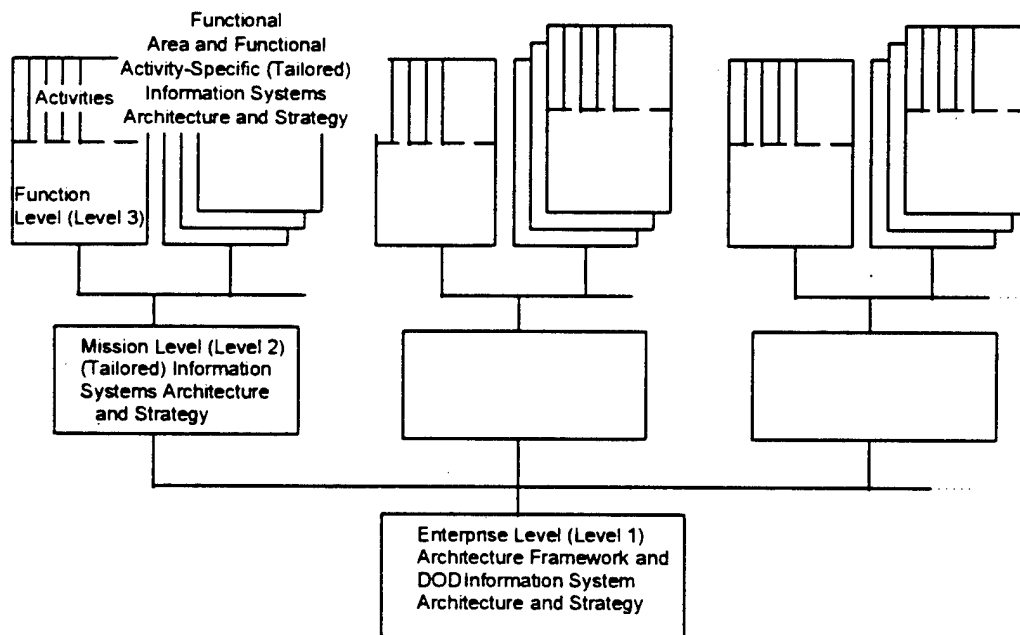 Functional
Area and Functional
Activity-Specific (Tailored)
Information Systems
Architecture and Strategy
Activities
Function
Level (Level 3)
Mission Level (Level 2)
(Tailored) Information
Systems Architecture
and Strategy
Enterprise Level (Level 1)
Architecture Framework and
DOD Information System
Architecture and Strategy